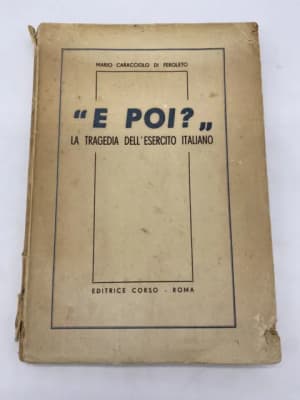 MARIO CARACCIOLO DI FEROLETO
"E POI?„
LA TRAGEDIA DELL'ESERCITO ITALIANO
EDITRICE CORSO - ROMA